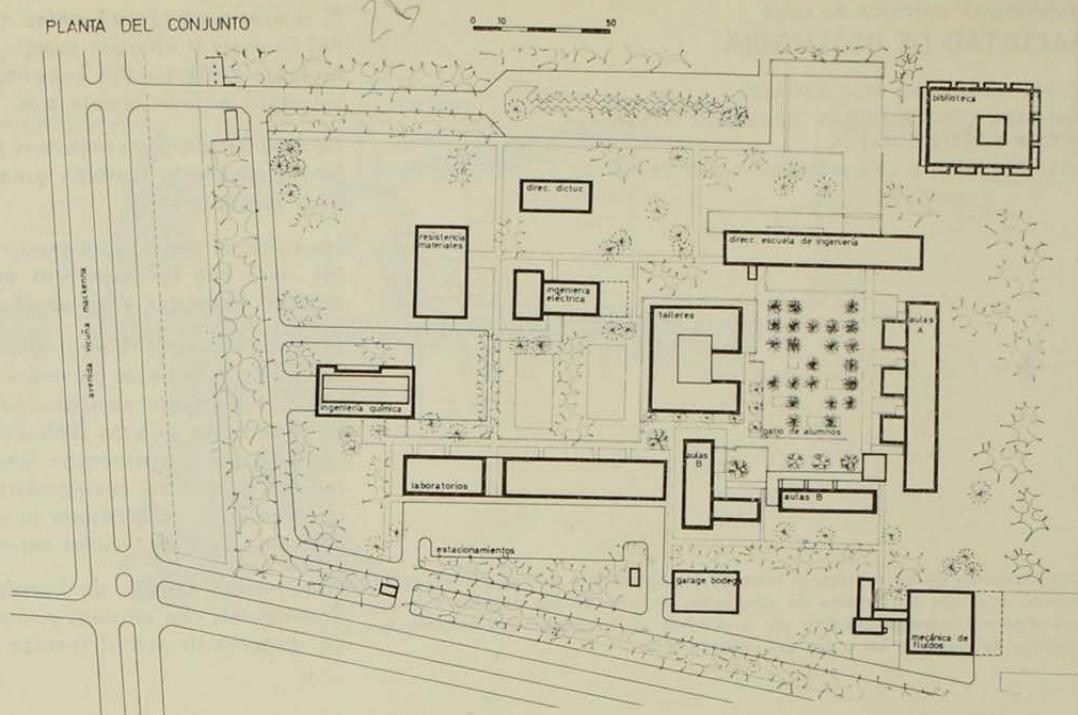 PLANTA DEL CONJUNTO
26
0 10 50
biblioteca
direc. dictuc
resistencia
materiales
direcc. escuela de ingeniería
ingeniería
eléctrica
talleres
aulas
A
avenida vicuña mackenna
ingeniería química
patio de alumnos
aulas
B
laboratorios
aulas B
estacionamientos
garage bodega
mecánica de
fluidos